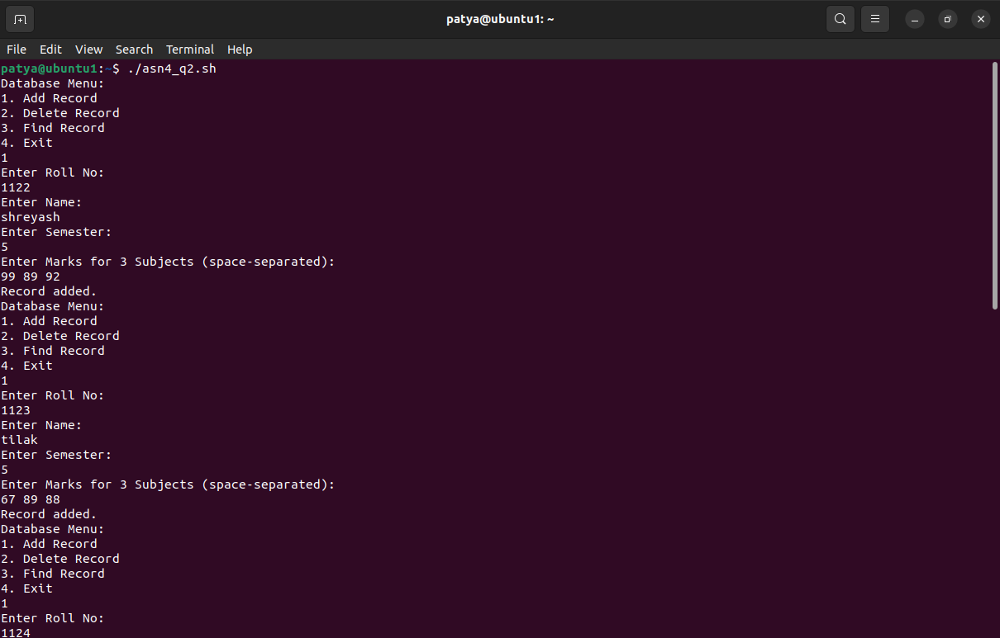 patya@ubuntu1: ~
File Edit View Search Terminal Help
patya@ubuntu1:~$ ./asn4_q2.sh
Database Menu:
1. Add Record
2. Delete Record
3. Find Record
4. Exit
1
Enter Roll No:
1122
Enter Name:
shreyash
Enter Semester:
5
Enter Marks for 3 Subjects (space-separated):
99 89 92
Record added.
Database Menu:
1. Add Record
2. Delete Record
3. Find Record
4. Exit
1
Enter Roll No:
1123
Enter Name:
tilak
Enter Semester:
5
Enter Marks for 3 Subjects (space-separated):
67 89 88
Record added.
Database Menu:
1. Add Record
2. Delete Record
3. Find Record
4. Exit
1
Enter Roll No:
1124